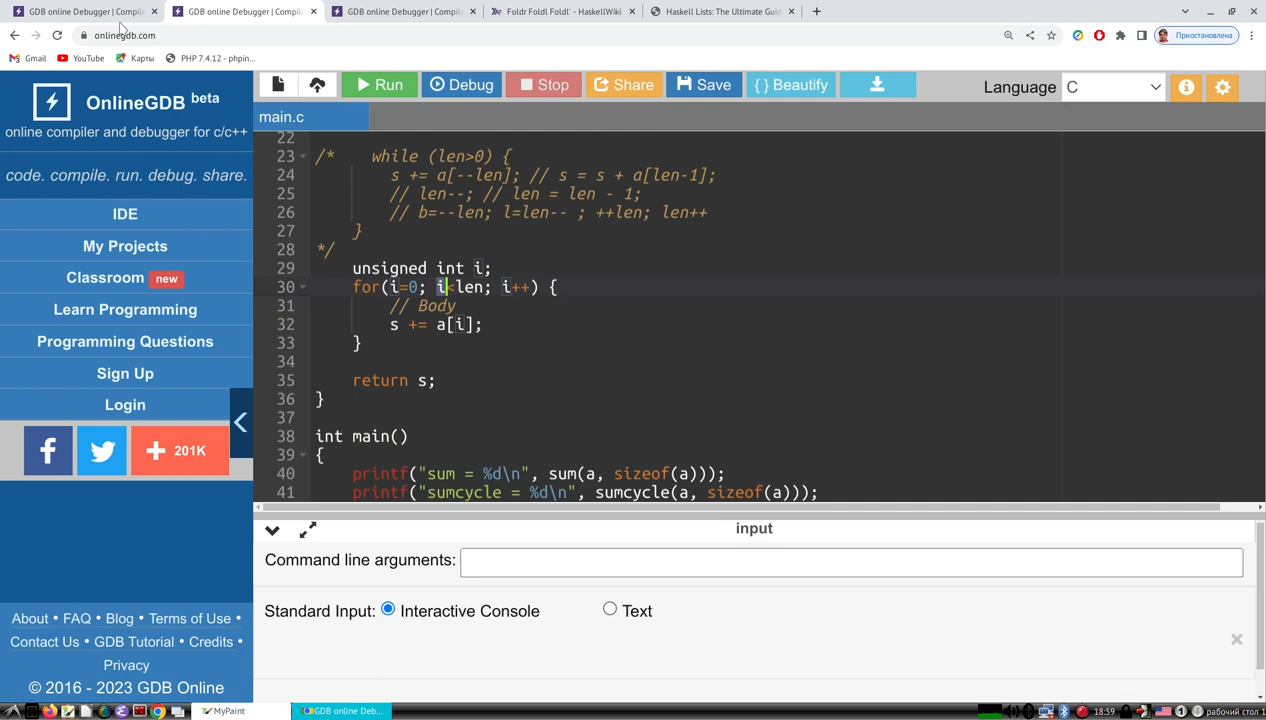 GDB online Debugger | Compile
GDB online Debugger | Compile
GDB online Debugger | Compile
Foldr Foldl Foldl' - HaskellWiki
Haskell Lists: The Ultimate Gui
onlinegdb.com
Приостановлена
Gmail
YouTube
Карты
PHP 7.4.12 - phpin...
OnlineGDB beta
online compiler and debugger for c/c++
code. compile. run. debug. share.
IDE
My Projects
Classroom new
Learn Programming
Programming Questions
Sign Up
Login
201K
About • FAQ • Blog • Terms of Use •
Contact Us • GDB Tutorial • Credits •
Privacy
© 2016 - 2023 GDB Online
Run
Debug
Stop
Share
Save
{ } Beautify
Language
C
main.c
22
23 /* while (len>0) {
24 s += a[--len]; // s = s + a[len-1];
25 // len--; // len = len - 1;
26 // b=--len; l=len-- ; ++len; len++
27 }
28 */
29 unsigned int i;
30 for(i=0; i<len; i++) {
31 // Body
32 s += a[i];
33 }
34
35 return s;
36 }
37
38 int main()
39 {
40 printf("sum = %d\n", sum(a, sizeof(a)));
41 printf("sumcycle = %d\n", sumcycle(a, sizeof(a)));
input
Command line arguments:
Standard Input:
Interactive Console
Text
MyPaint
GDB online Deb...
18:59
рабочий стол 1